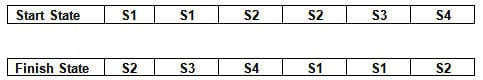 Start State S1 S1 S2 S2 S3 S4
Finish State S2 S3 S4 S1 S1 S2